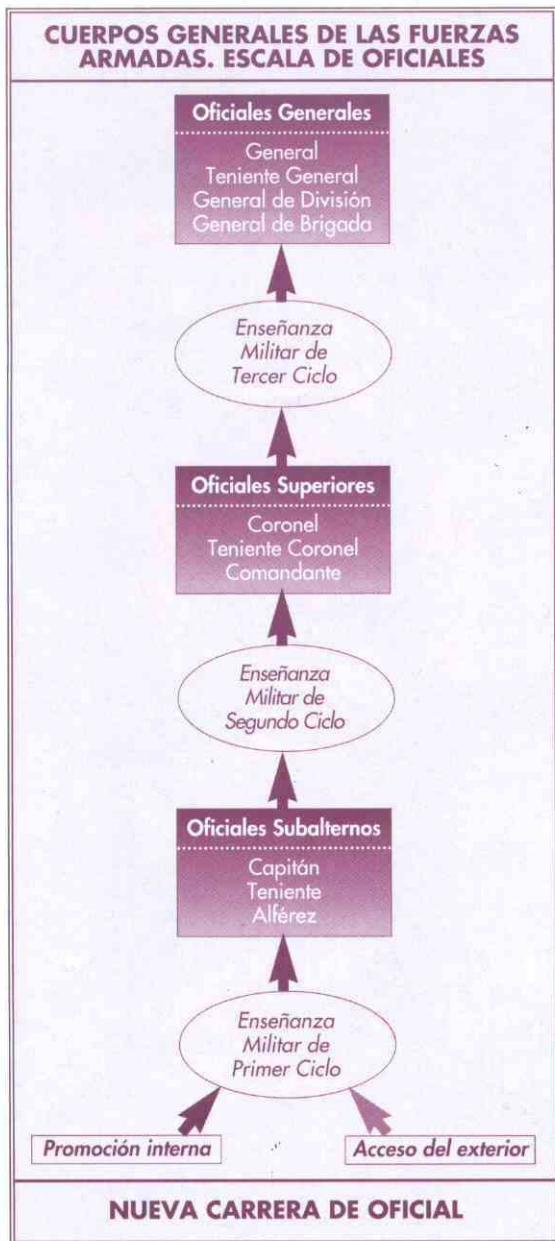 CUERPOS GENERALES DE LAS FUERZAS
ARMADAS. ESCALA DE OFICIALES
Oficiales Generales
General
Teniente General
General de División
General de Brigada
Enseñanza
Militar de
Tercer Ciclo
Oficiales Superiores
Coronel
Teniente Coronel
Comandante
Enseñanza
Militar de
Segundo Ciclo
Oficiales Subalternos
Capitán
Teniente
Alférez
Enseñanza
Militar de
Primer Ciclo
Promoción interna
Acceso del exterior
NUEVA CARRERA DE OFICIAL